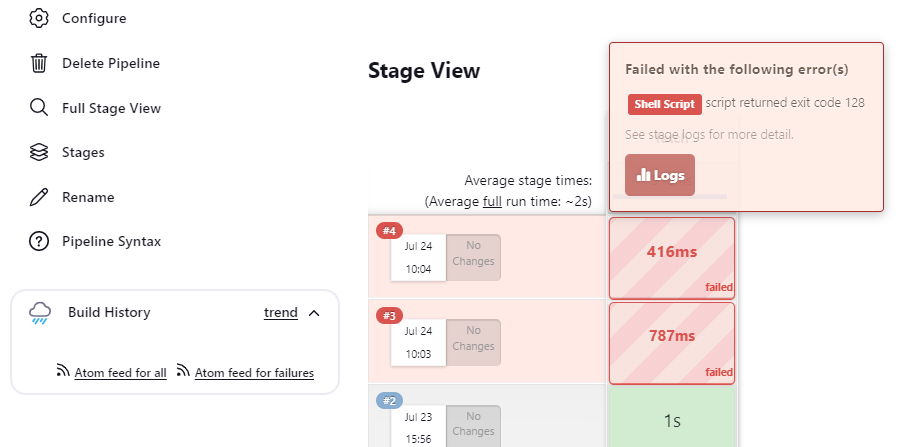 Configure
Delete Pipeline
Full Stage View
Stages
Rename
Pipeline Syntax
Build History
trend
Atom feed for all
Atom feed for failures
Stage View
Failed with the following error(s)
Shell Script script returned exit code 128
See stage logs for more detail.
Logs
Average stage times:
(Average full run time: ~2s)
#4
Jul 24
10:04
No
Changes
416ms
failed
#3
Jul 24
10:03
No
Changes
787ms
failed
#2
Jul 23
15:56
No
Changes
1s